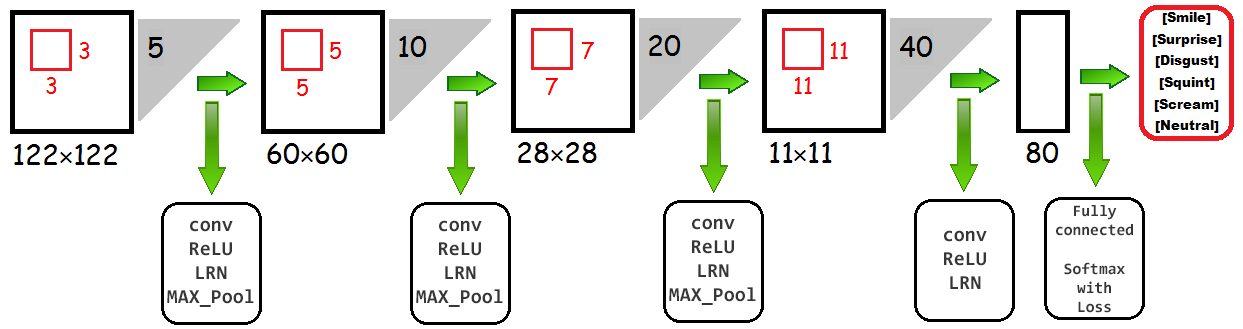 3
3
5
122×122
5
5
10
60×60
7
7
20
28×28
11
11
40
11×11
80
[Smile]
[Surprise]
[Disgust]
[Squint]
[Scream]
[Neutral]
conv
ReLU
LRN
MAX_Pool
conv
ReLU
LRN
MAX_Pool
conv
ReLU
LRN
MAX_Pool
conv
ReLU
LRN
Fully
connected
Softmax
with
Loss